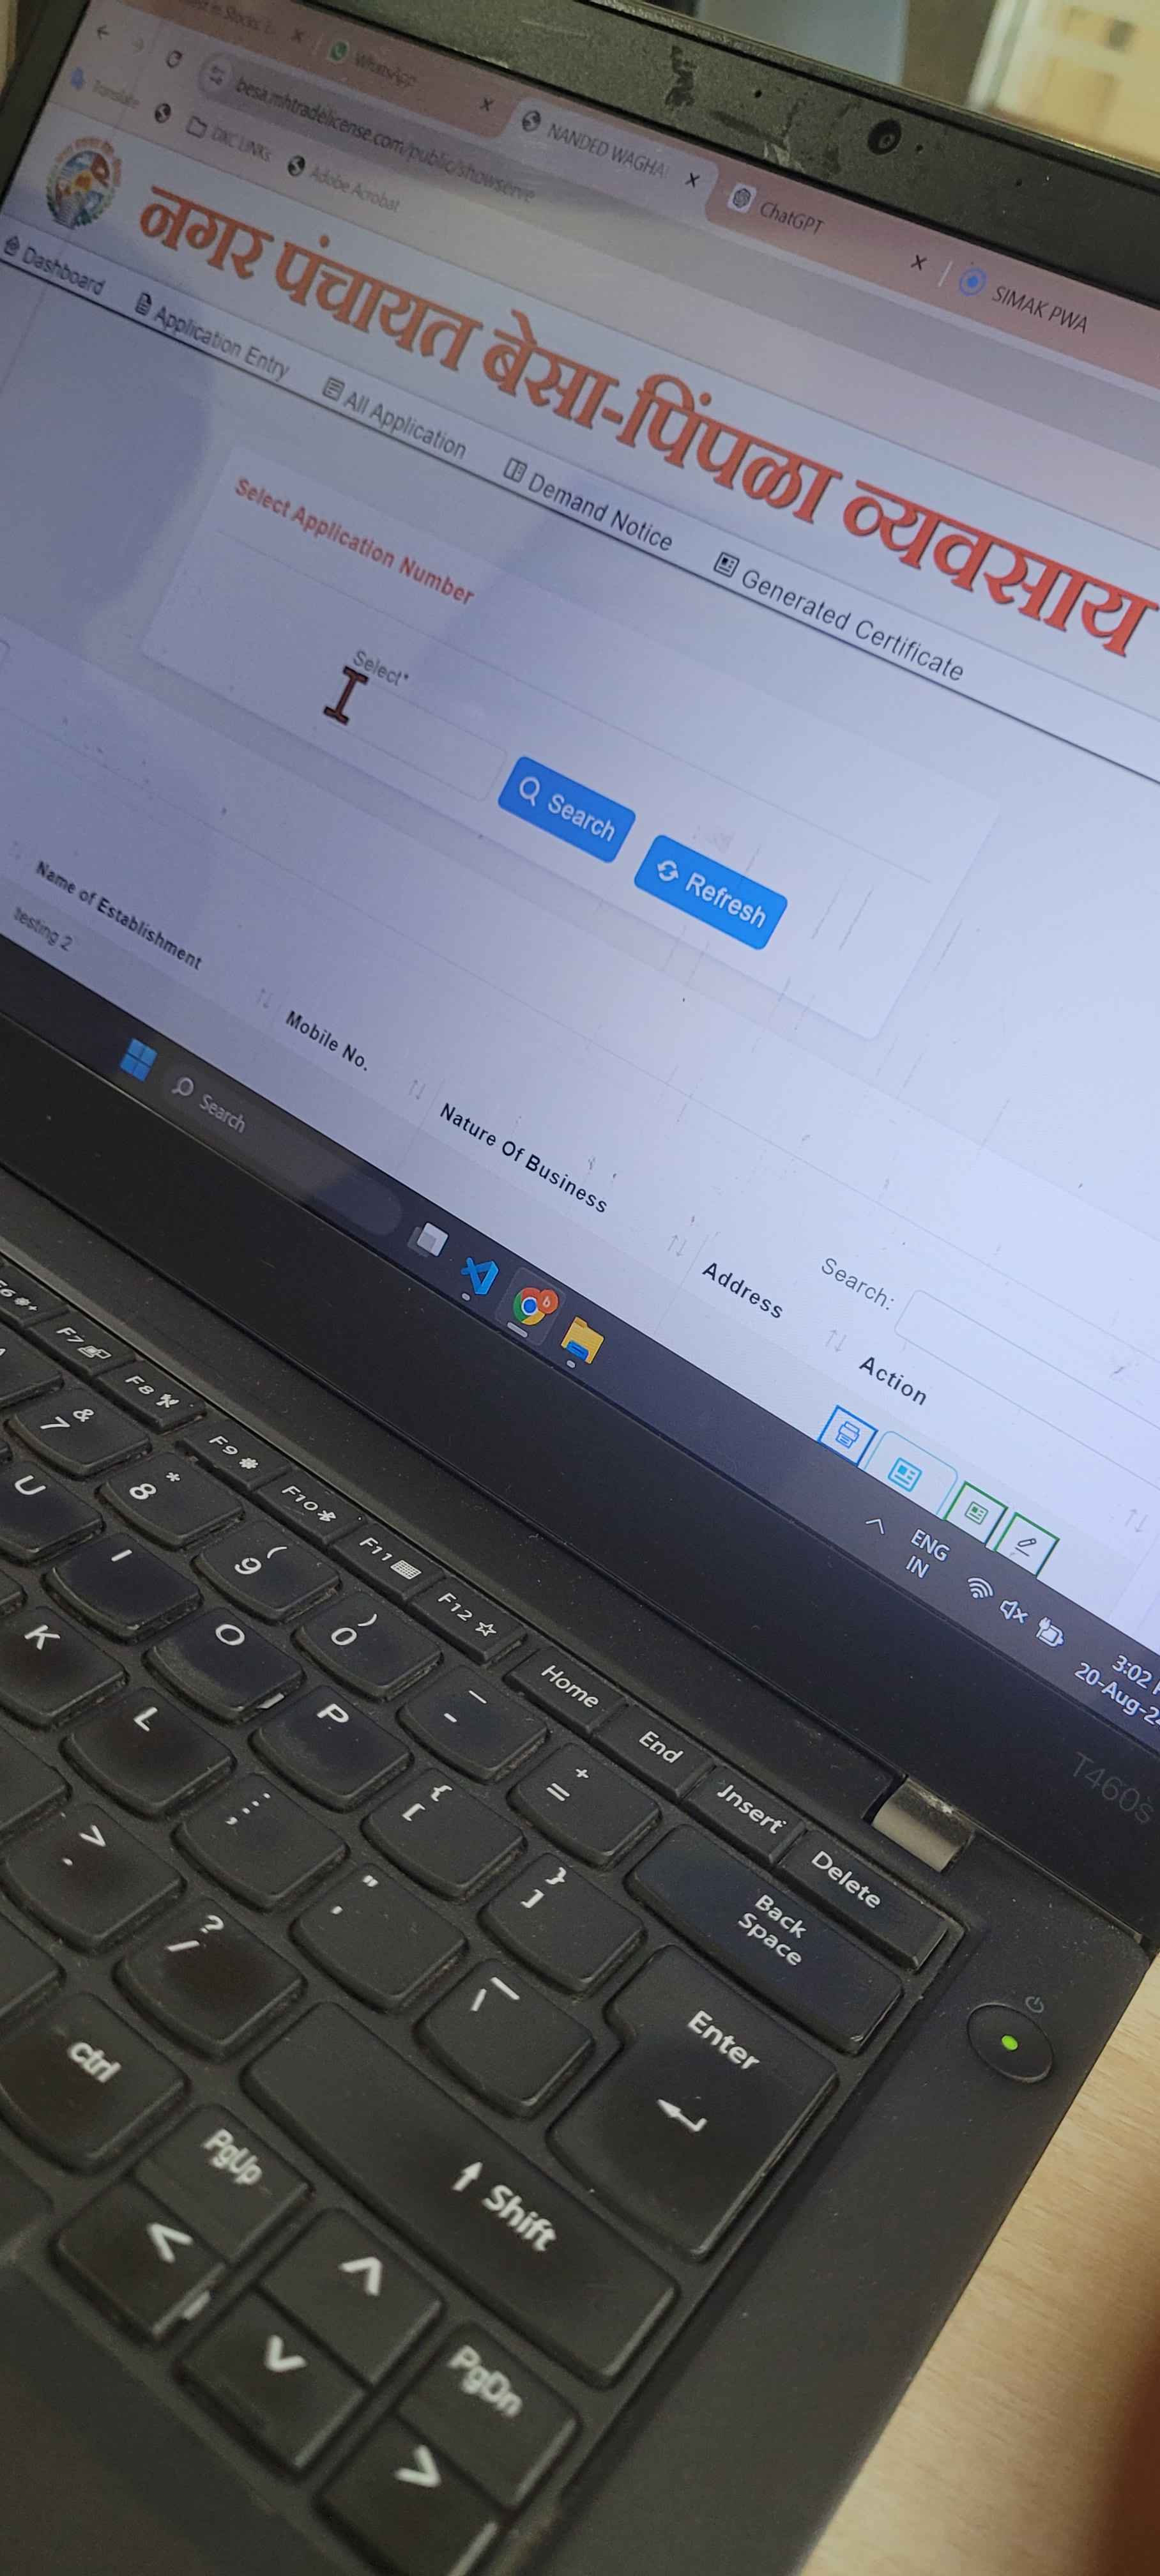 WhatsApp
NANDED WAGHA
ChatGPT
SIMAK PWA
besa.mhtradelicense.com/public/showserve
Translate
DKC LINKs
Adobe Acrobat
नगर पंचायत बेसा-पिंपळा व्यवसाय
Dashboard
Application Entry
All Application
Demand Notice
Generated Certificate
Select Application Number
Select*
Search
Refresh
Search:
Name of Establishment
Mobile No.
Nature Of Business
Address
Action
testing 2
Search
ENG
IN
3:02
20-Aug-2
T460s
F7
F8
F9
F10
F11
F12
Home
End
Insert
Delete
& 7
* 8
( 9
) 0
_ -
+ =
Back
Space
U
I
O
P
{ [
} ]
Enter
K
L
: ;
" '
> .
? /
Shift
ctrl
PgUp
PgDn